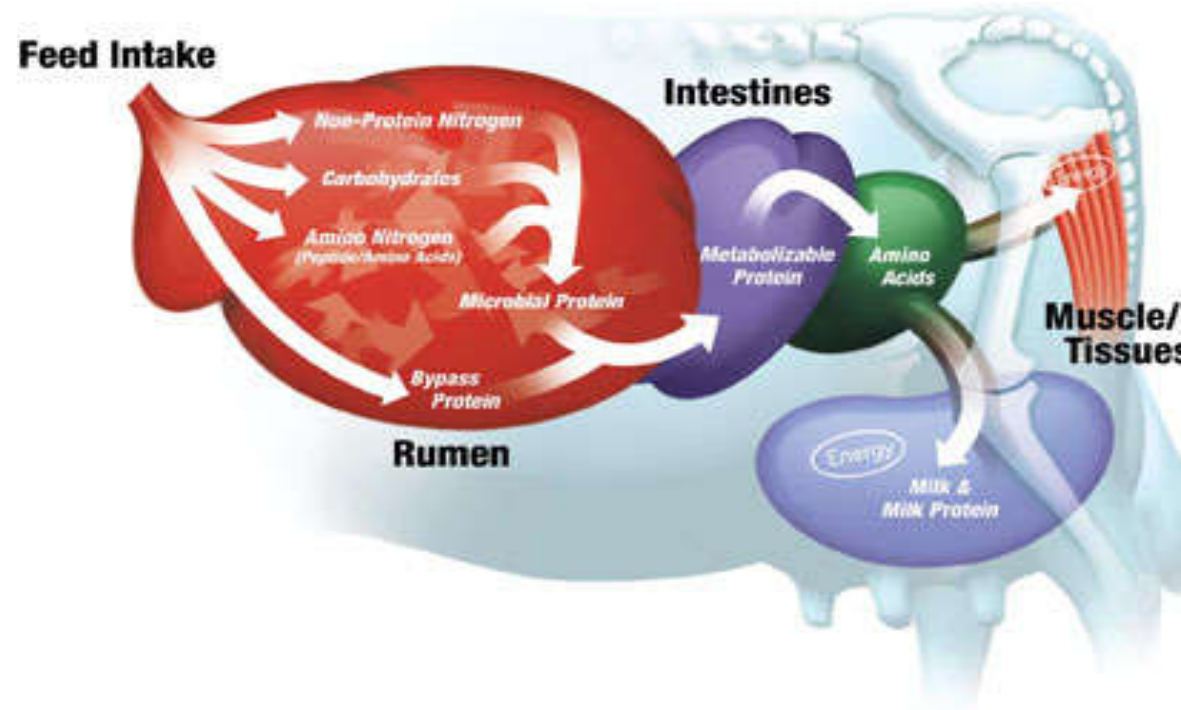 Feed Intake
Non-Protein Nitrogen
Carbohydrates
Amino Nitrogen
(Peptide/Amino Acids)
Microbial Protein
Bypass
Protein
Rumen
Intestines
Metabolizable
Protein
Amino
Acids
Energy
Muscle/
Tissues
Energy
Milk &
Milk Protein